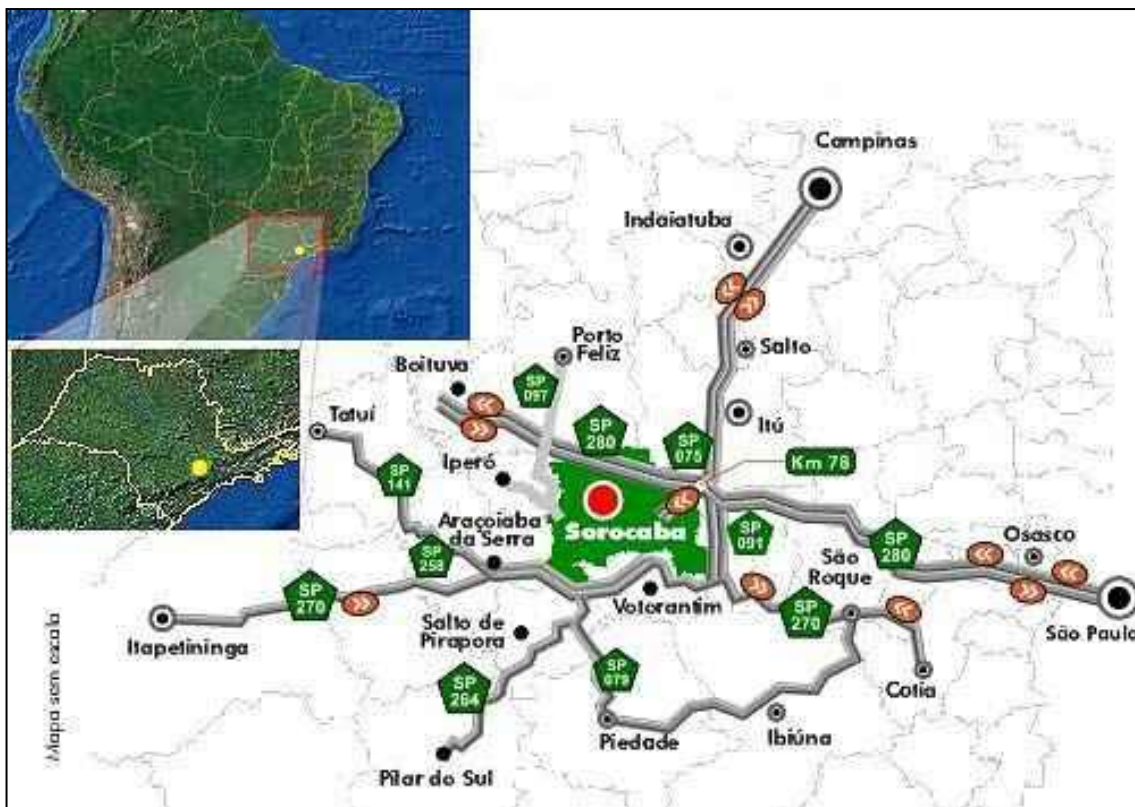 Campinas
Indaiatuba
Porto
Feliz
Salto
Boituva
SP
097
Tatuí
SP
280
SP
075
Itú
Km 78
Iperó
SP
141
Araçoiaba
da Serra
Sorocaba
SP
091
São
Roque
SP
280
Osasco
SP
258
SP
270
Votorantim
SP
270
São Paulo
Itapetininga
Salto de
Pirapora
SP
264
SP
079
Cotia
Piedade
Ibiúna
Pilar do Sul
Mapa sem escala